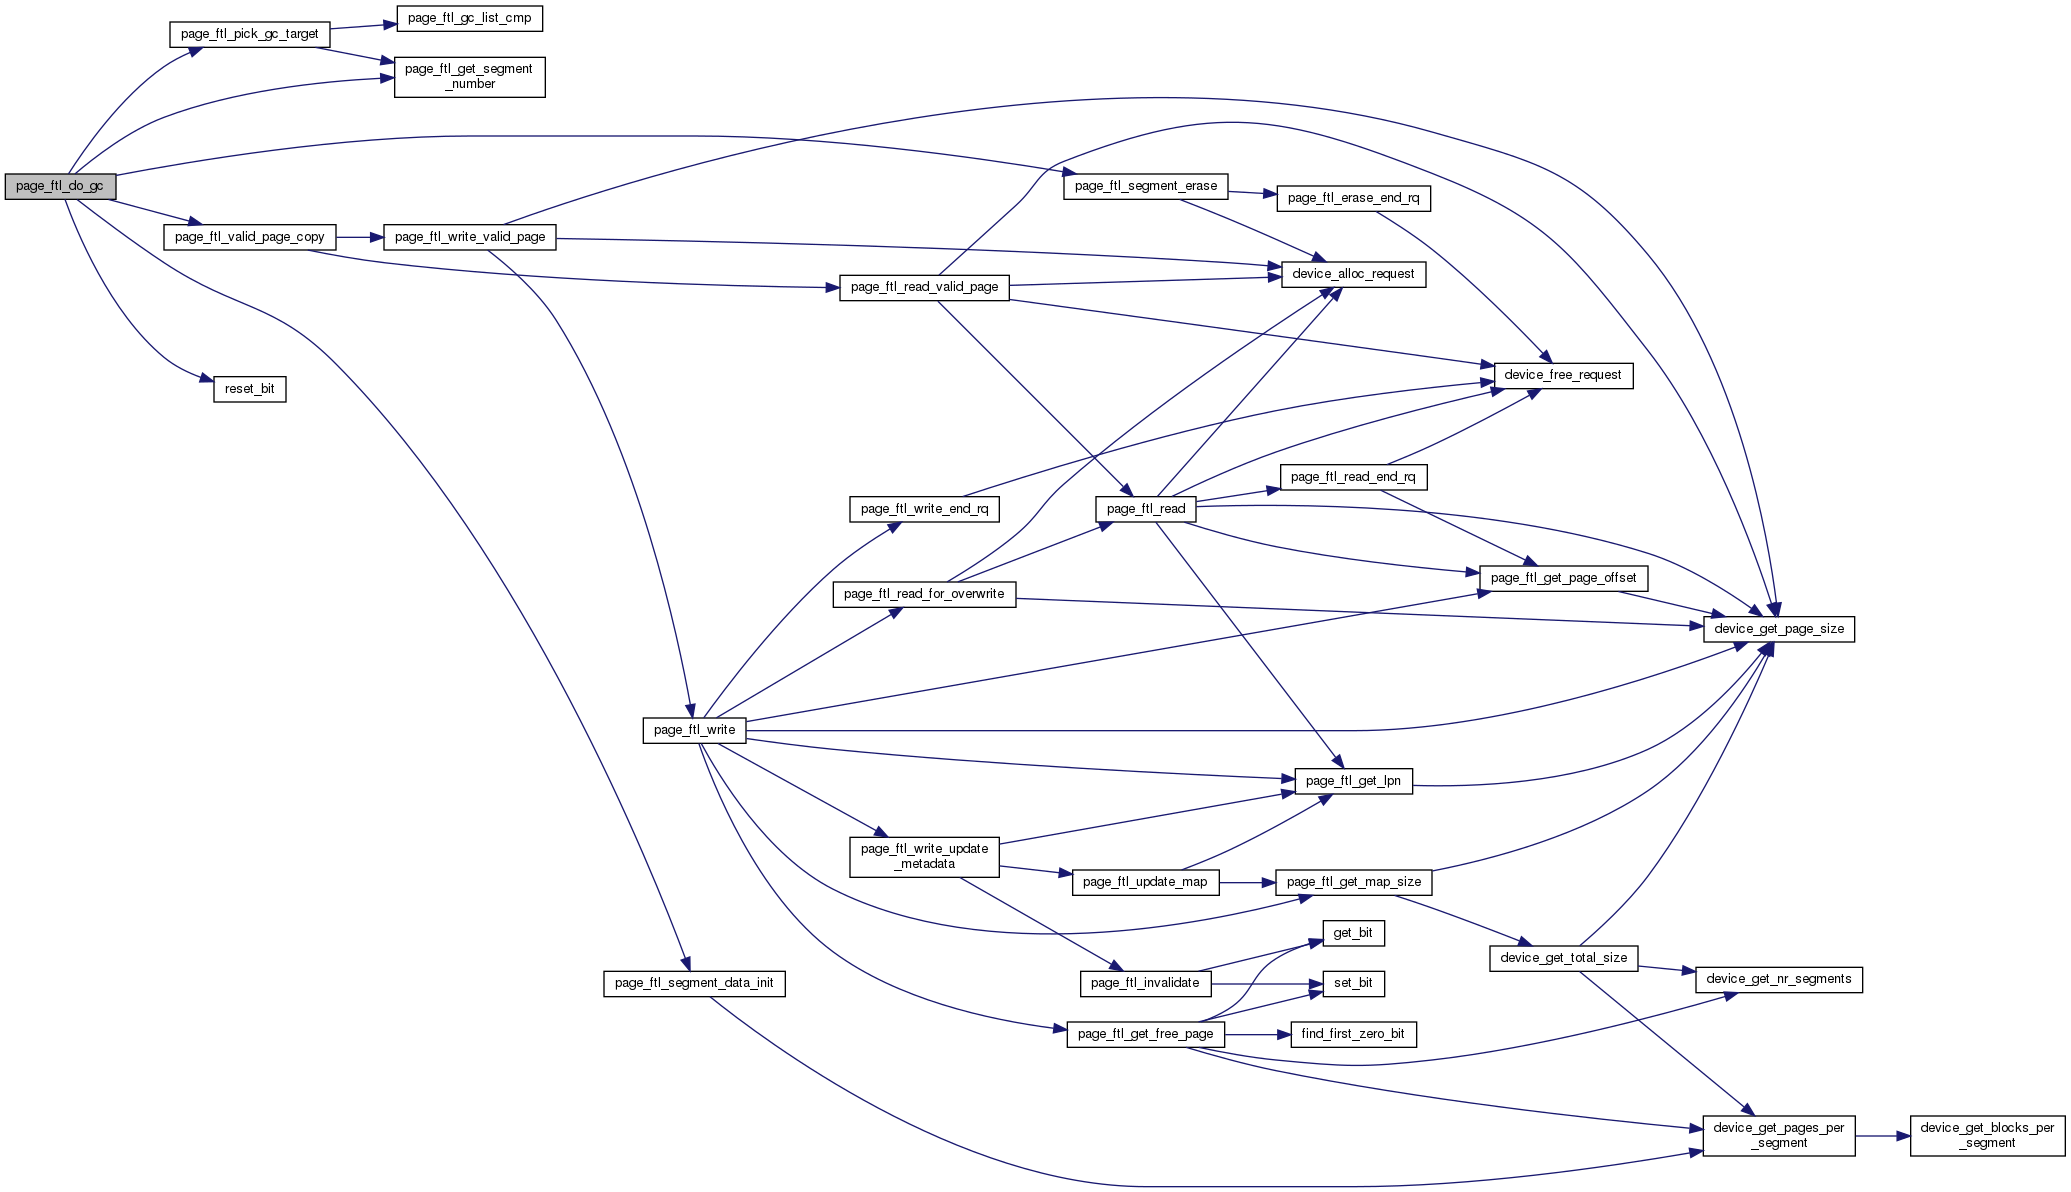 page_ftl_gc_list_cmp
page_ftl_pick_gc_target
page_ftl_get_segment
_number
page_ftl_do_gc
page_ftl_segment_erase
page_ftl_erase_end_rq
page_ftl_valid_page_copy
page_ftl_write_valid_page
device_alloc_request
page_ftl_read_valid_page
device_free_request
reset_bit
page_ftl_read_end_rq
page_ftl_write_end_rq
page_ftl_read
page_ftl_get_page_offset
page_ftl_read_for_overwrite
device_get_page_size
page_ftl_write
page_ftl_get_lpn
page_ftl_write_update
_metadata
page_ftl_update_map
page_ftl_get_map_size
get_bit
device_get_total_size
device_get_nr_segments
page_ftl_segment_data_init
page_ftl_invalidate
set_bit
page_ftl_get_free_page
find_first_zero_bit
device_get_pages_per
_segment
device_get_blocks_per
_segment